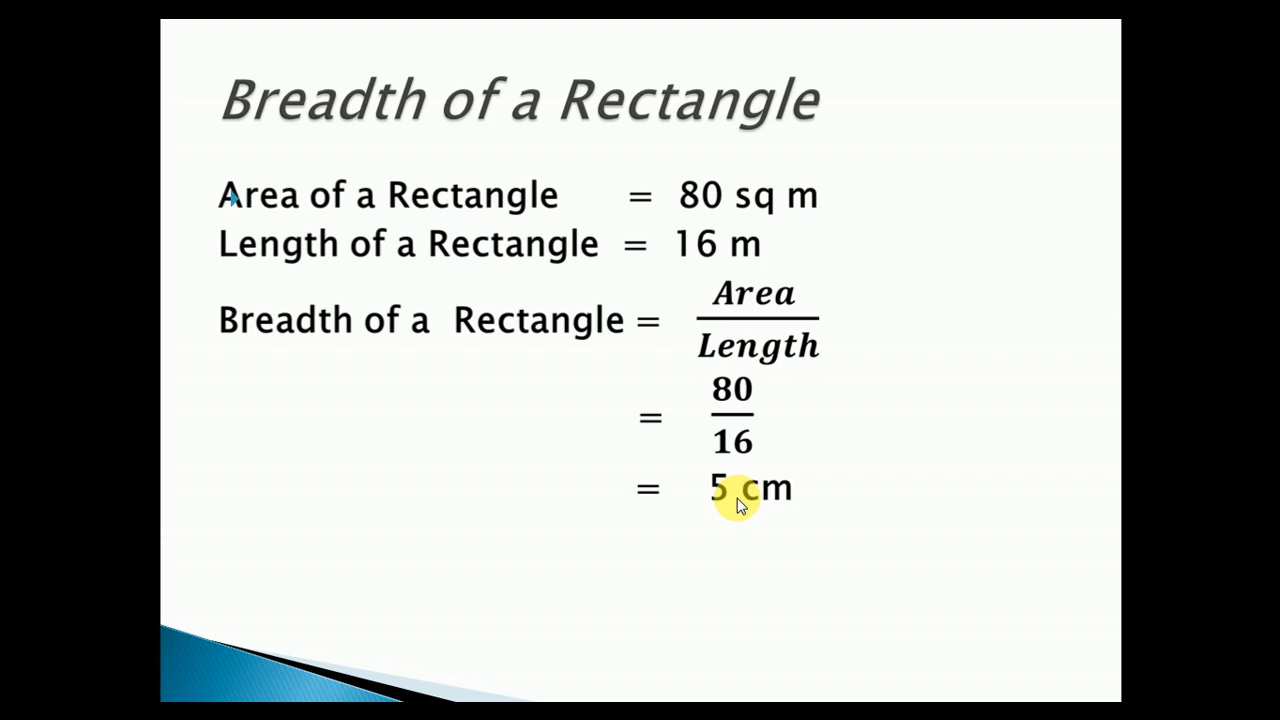 Breadth of a Rectangle
Area of a Rectangle = 80 sq m
Length of a Rectangle = 16 m
Breadth of a Rectangle = Area / Length
= 80 / 16
= 5 cm